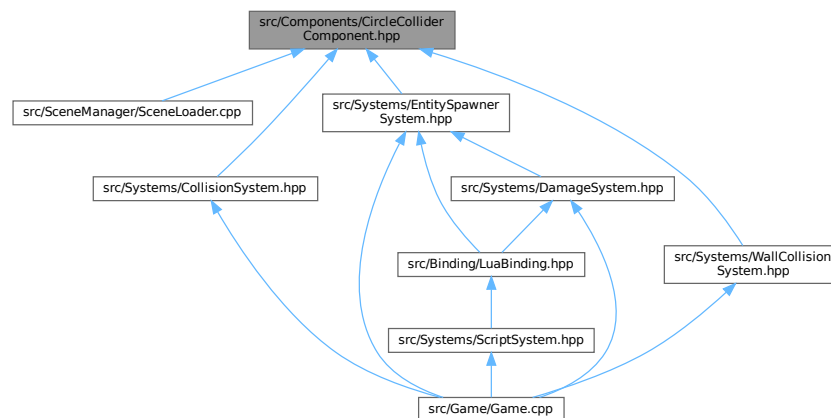 src/Components/CircleCollider
Component.hpp
src/SceneManager/SceneLoader.cpp
src/Systems/EntitySpawner
System.hpp
src/Systems/CollisionSystem.hpp
src/Systems/DamageSystem.hpp
src/Binding/LuaBinding.hpp
src/Systems/WallCollision
System.hpp
src/Systems/ScriptSystem.hpp
src/Game/Game.cpp